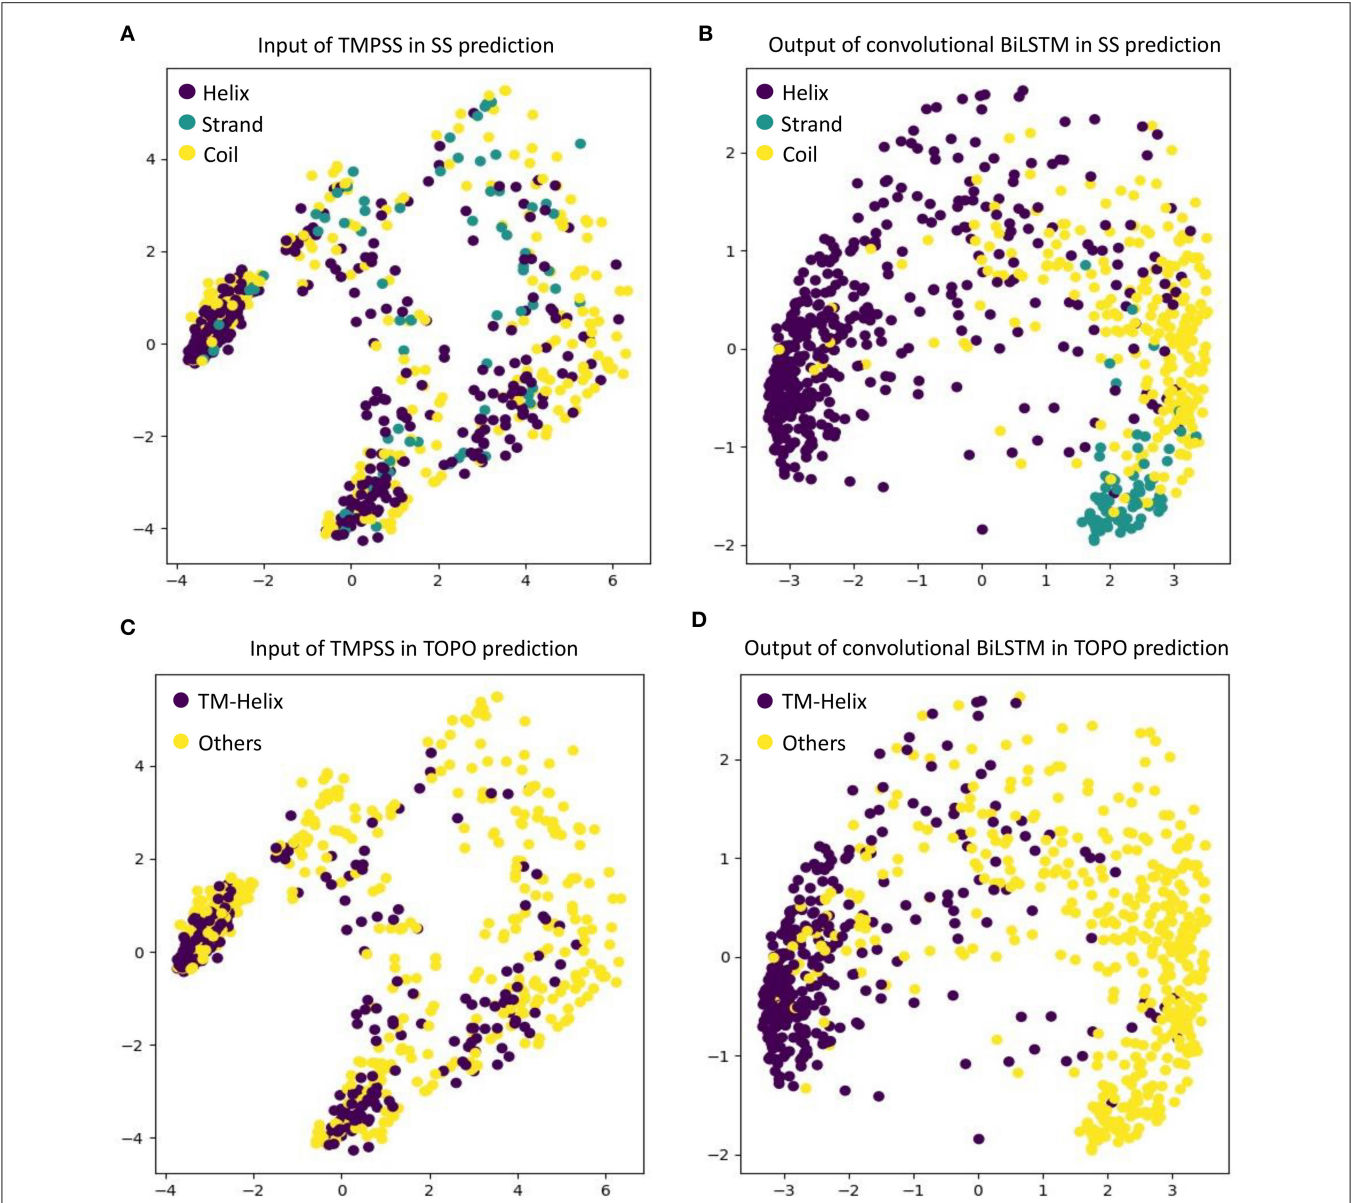 A
Input of TMPSS in SS prediction
Helix
Strand
Coil
4
2
0
−2
−4
−4 −2 0 2 4 6
B
Output of convolutional BiLSTM in SS prediction
Helix
Strand
Coil
2
1
0
−1
−2
−3 −2 −1 0 1 2 3
C
Input of TMPSS in TOPO prediction
TM-Helix
Others
4
2
0
−2
−4
−4 −2 0 2 4 6
D
Output of convolutional BiLSTM in TOPO prediction
TM-Helix
Others
2
1
0
−1
−2
−3 −2 −1 0 1 2 3